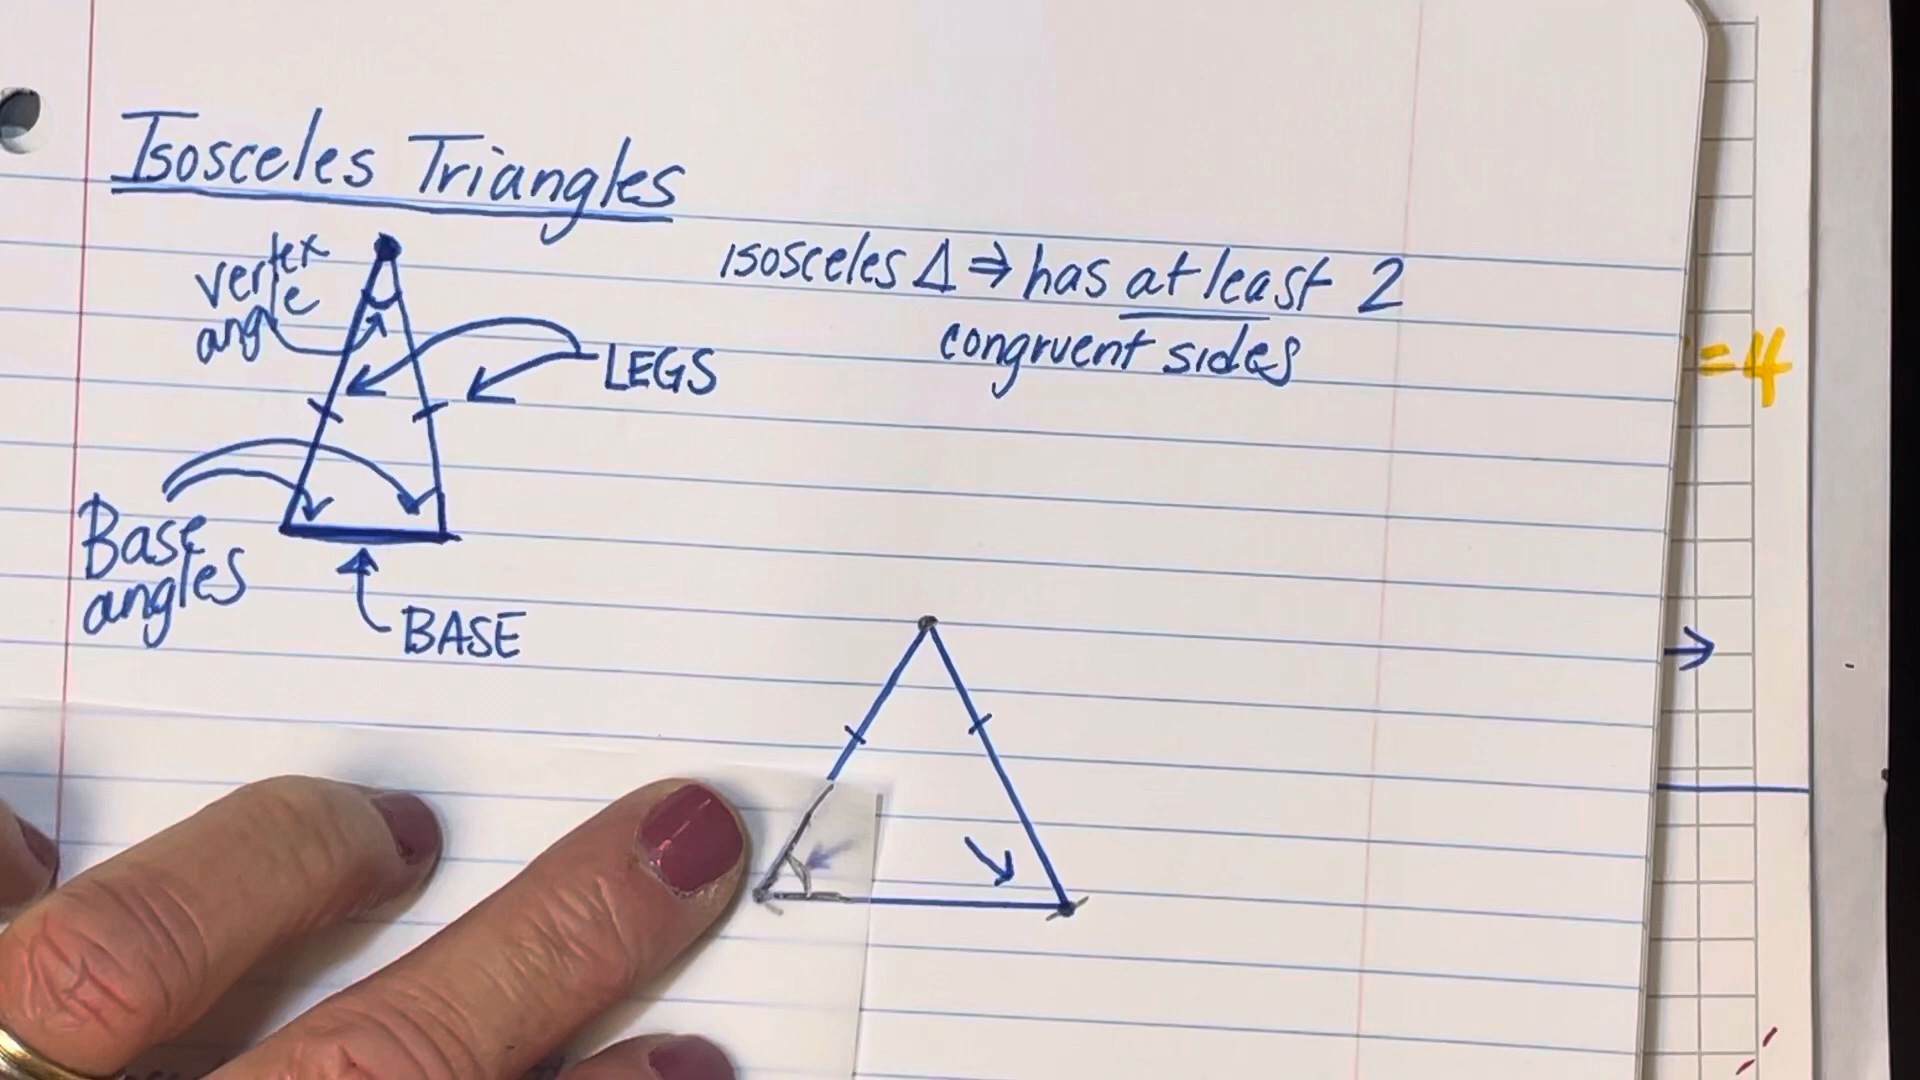 Isosceles Triangles
isosceles Δ ⇒ has at least 2
congruent sides
vertex
angle
LEGS
Base
angles
BASE
=4